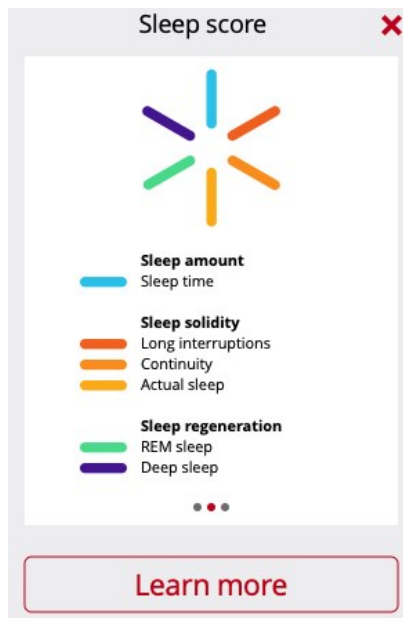 Sleep score
Sleep amount
Sleep time
Sleep solidity
Long interruptions
Continuity
Actual sleep
Sleep regeneration
REM sleep
Deep sleep
Learn more